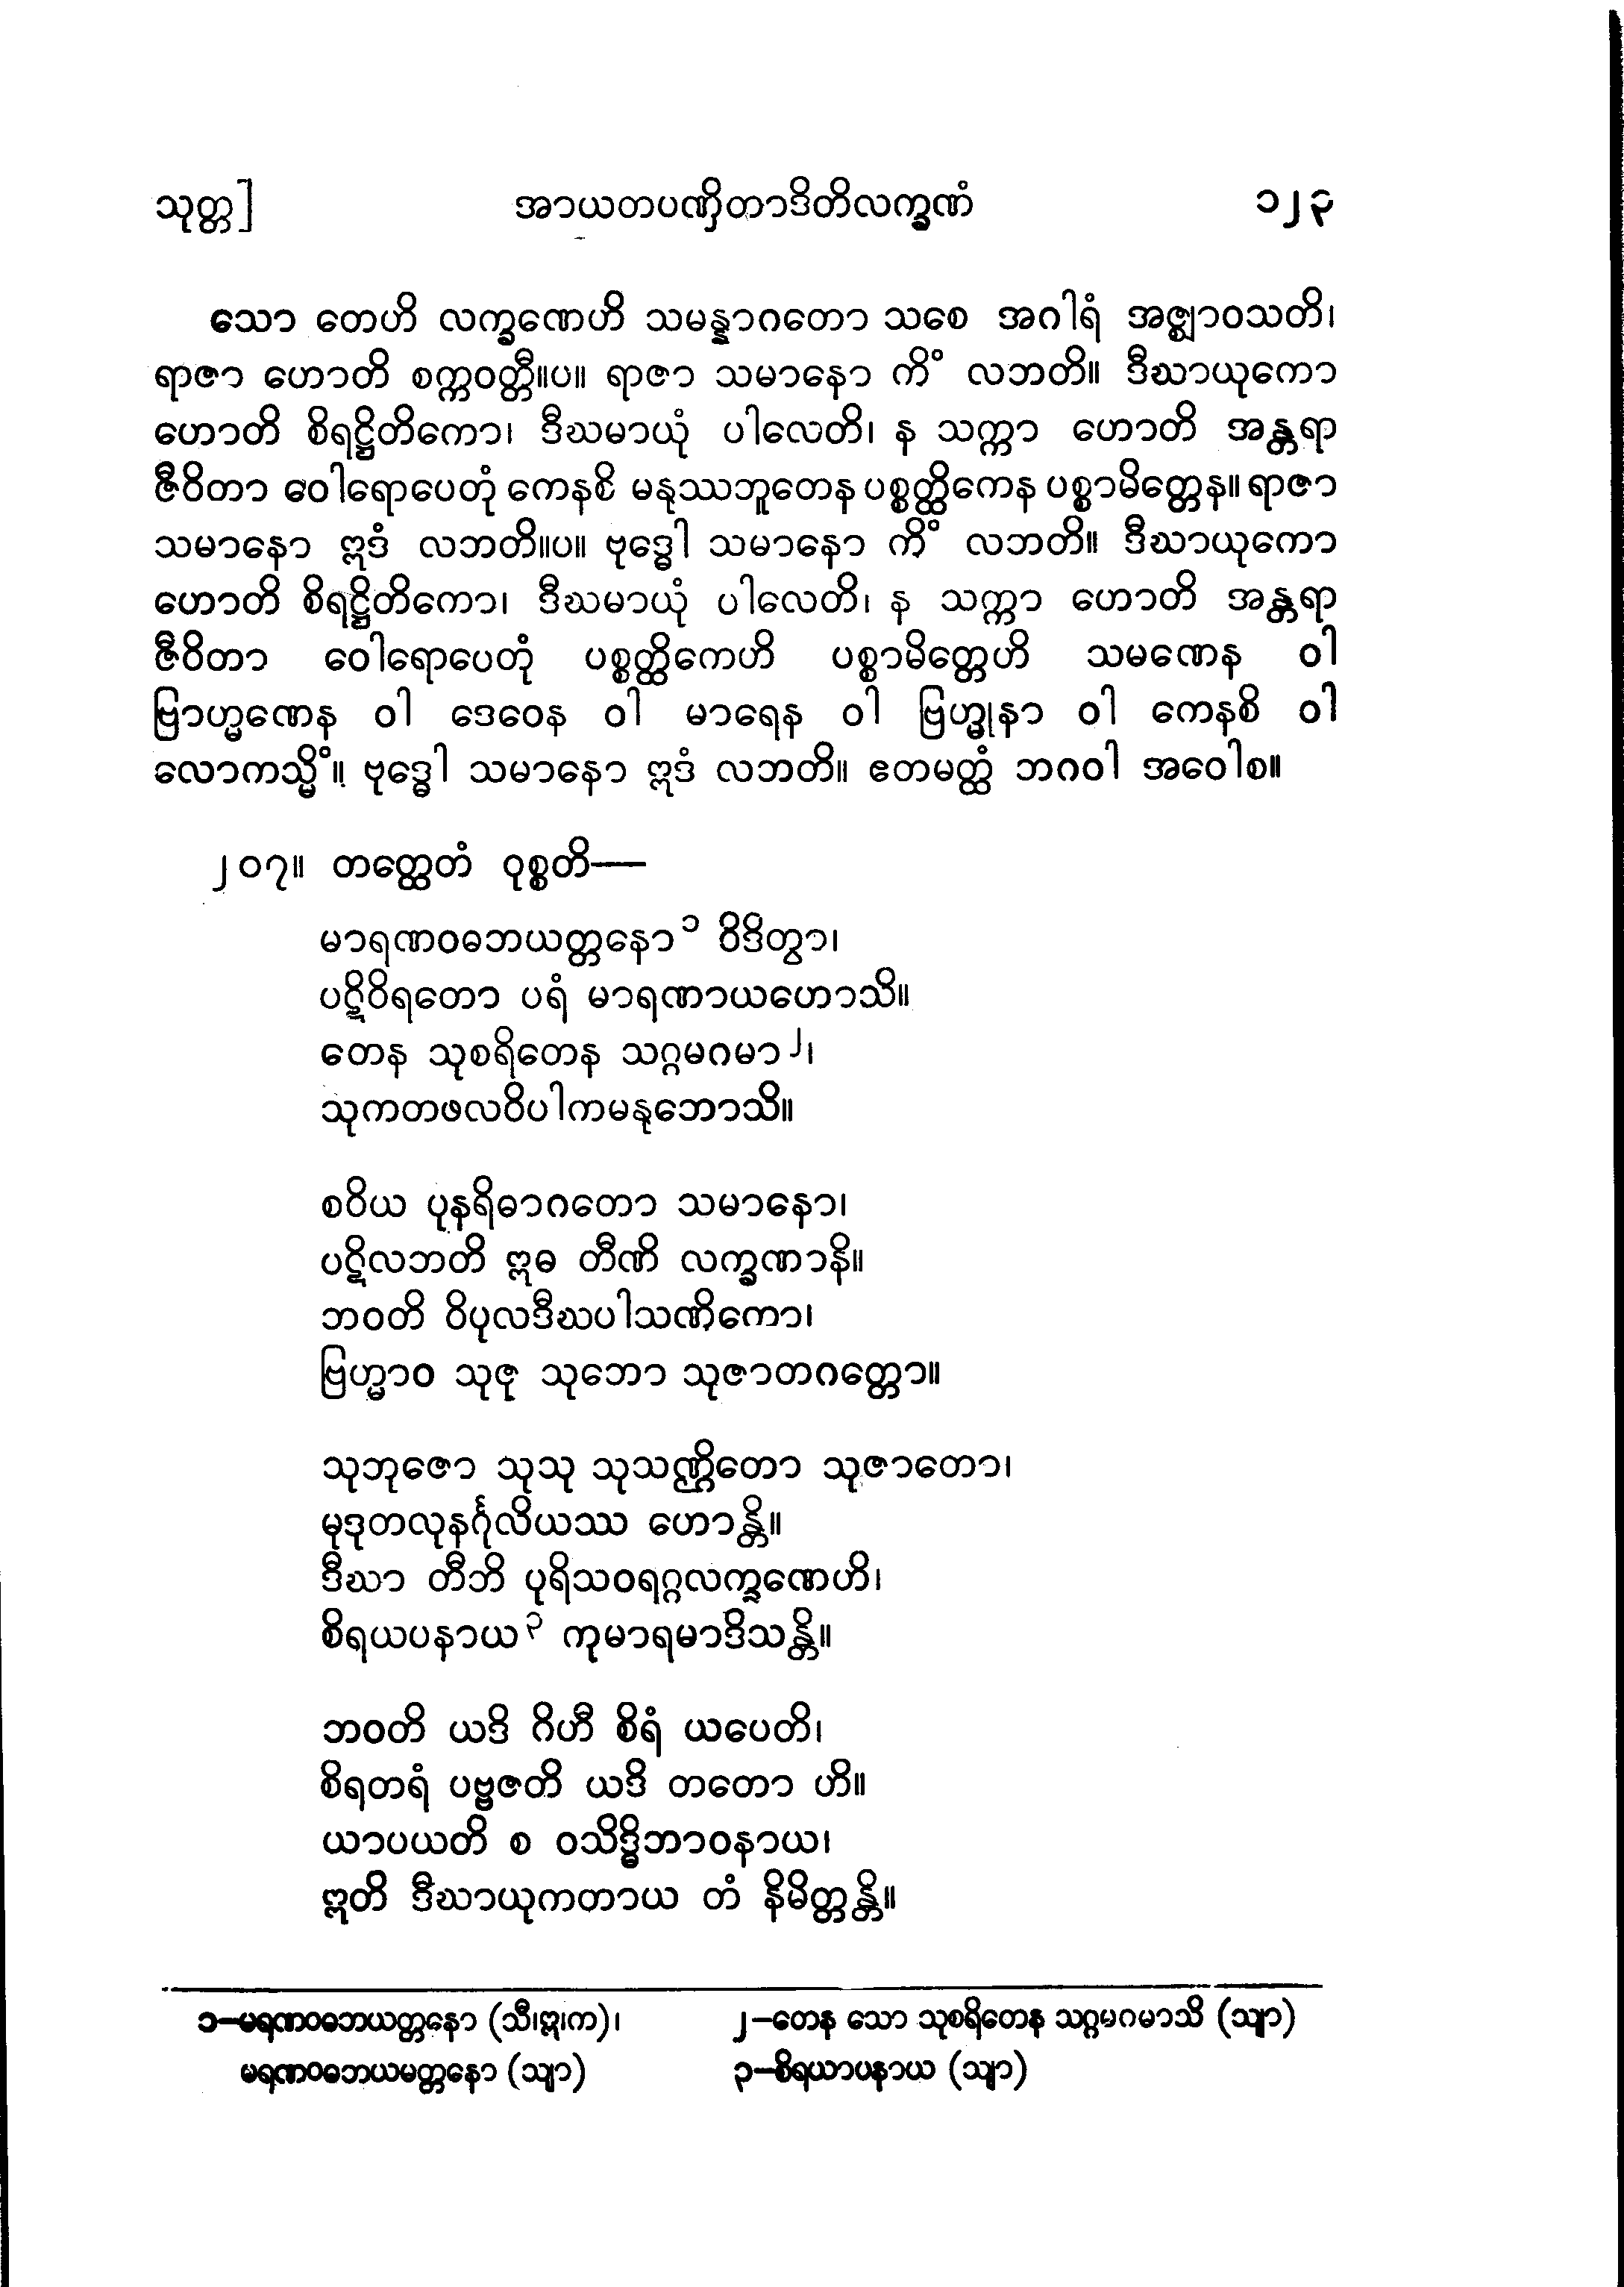 သုတ္တ]	အာယတပဏှိတာဒိတိလက္ခဏံ	၁၂၃
သော တေဟိ လက္ခဏေဟိ သမန္နာဂတော သစေ အဂါရံ အဇ္ဈာဝသတိ၊
ရာဇာ ဟောတိ စက္ကဝတ္တီ။ပ။ ရာဇာ သမာနော ကိံ လဘတိ။ ဒီဃာယုကော
ဟောတိ စိရဋ္ဌိတိကော၊ ဒီဃမာယုံ ပါလေတိ၊ န သက္ကာ ဟောတိ အန္တရာ
ဇီဝိတာ ဝေါရောပေတုံ ကေနစိ မနုဿဘူတေန ပစ္စတ္ထိကေန ပစ္စာမိတ္တေန။ ရာဇာ
သမာနော ဣဒံ လဘတိ။ပ။ ဗုဒ္ဓေါ သမာနော ကိံ လဘတိ။ ဒီဃာယုကော
ဟောတိ စိရဋ္ဌိတိကော၊ ဒီဃမာယုံ ပါလေတိ၊ န သက္ကာ ဟောတိ အန္တရာ
ဇီဝိတာ ဝေါရောပေတုံ ပစ္စတ္ထိကေဟိ ပစ္စာမိတ္တေဟိ သမဏေန ဝါ
ဗြာဟ္မဏေန ဝါ ဒေဝေန ဝါ မာရေန ဝါ ဗြဟ္မုနာ ဝါ ကေနစိ ဝါ
လောကသ္မိံ။ ဗုဒ္ဓေါ သမာနော ဣဒံ လဘတိ။ ဧတမတ္ထံ ဘဂဝါ အဝေါစ။
၂၀၇။ တတ္ထေတံ ဝုစ္စတိ—
မာရဏဝဓဘယတ္တနော၁ ဝိဒိတွာ၊
ပဋိဝိရတော ပရံ မာရဏာယဟောသိ။
တေန သုစရိတေန သဂ္ဂမဂမာ၂၊
သုကတဖလဝိပါကမနုဘောသိ။
စဝိယ ပုနရိဓာဂတော သမာနော၊
ပဋိလဘတိ ဣဓ တီဏိ လက္ခဏာနိ။
ဘဝတိ ဝိပုလဒီဃပါသဏှိကော၊
ဗြဟ္မာဝ သုဇု သုဘော သုဇာတဂတ္တော။
သုဘုဇော သုသု သုသဏ္ဌိတော သုဇာတော၊
မုဒုတလုနင်္ဂုလိယဿ ဟောန္တိ။
ဒီဃာ တီဘိ ပုရိသဝရဂ္ဂလက္ခဏေဟိ၊
စိရယပနာယ၃ ကုမာရမာဒိသန္တိ။
ဘဝတိ ယဒိ ဂိဟီ စိရံ ယပေတိ၊
စိရတရံ ပဗ္ဗဇတိ ယဒိ တတော ဟိ။
ယာပယတိ စ ဝသိဒ္ဓိဘာဝနာယ၊
ဣတိ ဒီဃာယုကတာယ တံ နိမိတ္တန္တိ။
၁–မရဏဝဓဘယတ္တနော (သီ၊ဣ၊က)၊	၂–တေန သော သုစရိတေန သဂ္ဂမဂမာသိ (သျာ)
မရဏဝဓဘယမတ္တနော (သျာ)	၃–စိရယာပနာယ (သျာ)